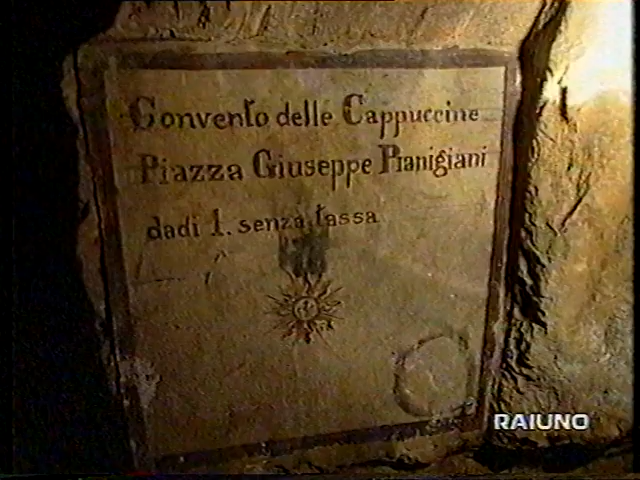 Convento delle Cappuccine
Piazza Giuseppe Pianigiani
dadi 1. senza tassa
RAIUNO